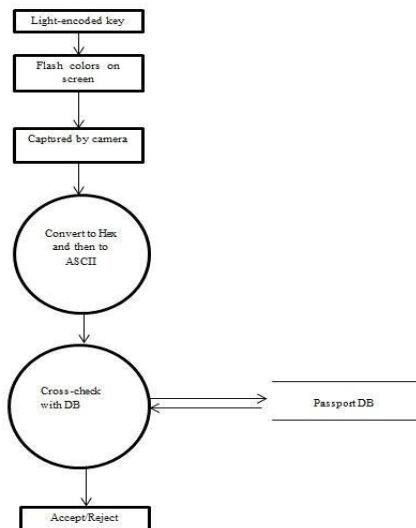 Light-encoded key
Flash colors on
screen
Captured by camera
Convert to Hex
and then to
ASCII
Cross-check
with DB
Passport DB
Accept/Reject